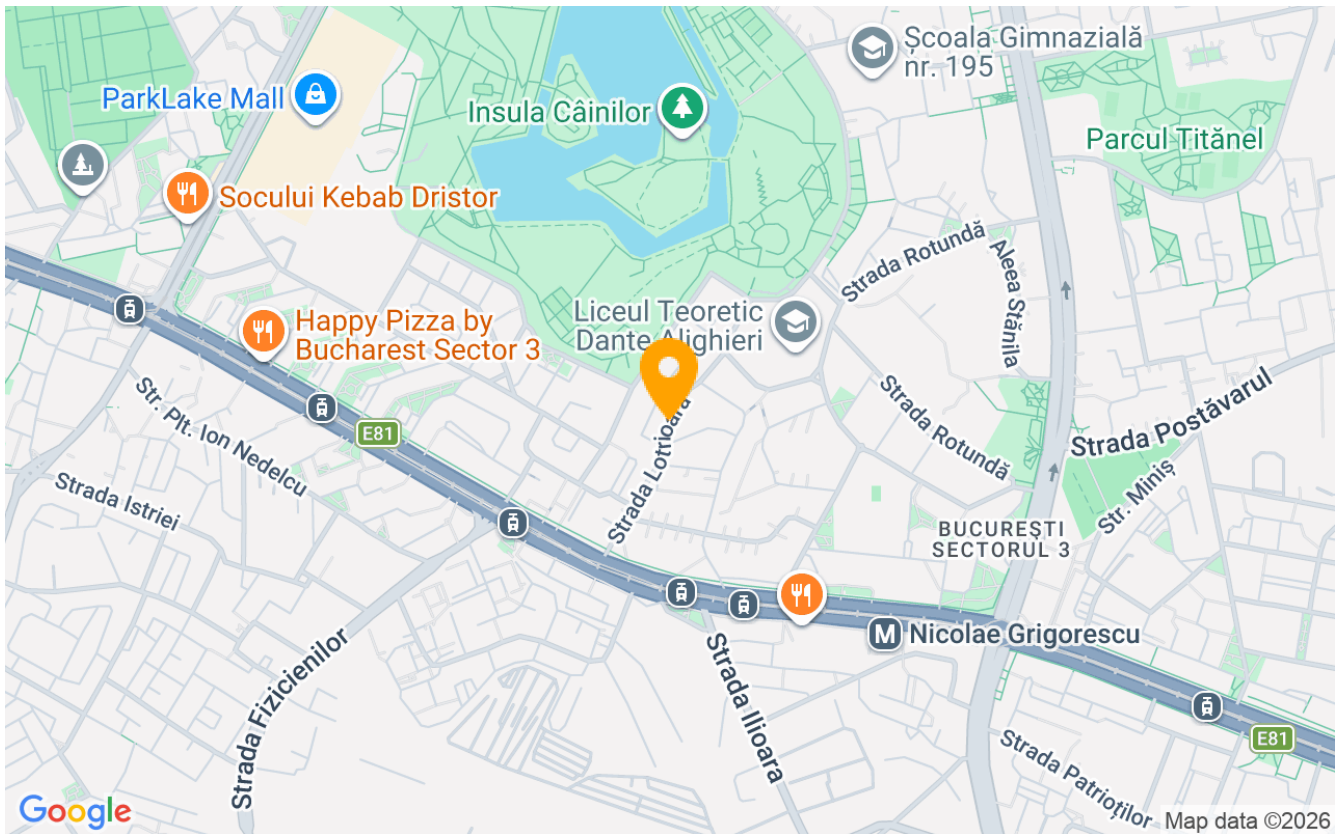 Școala Gimnazială
nr. 195
ParkLake Mall
Insula Câinilor
Parcul Titănel
Socului Kebab Dristor
Strada Rotundă
Aleea Stănila
Liceul Teoretic
Dante Alighieri
Happy Pizza by
Bucharest Sector 3
Str. Plt. Ion Nedelcu
E81
Strada Lotrioara
Strada Rotundă
Strada Postăvarul
Strada Istriei
Str. Miniș
BUCUREȘTI
SECTORUL 3
M Nicolae Grigorescu
Strada Fizicienilor
Strada Ilioara
E81
Strada Patrioților
Google
Map data ©2026